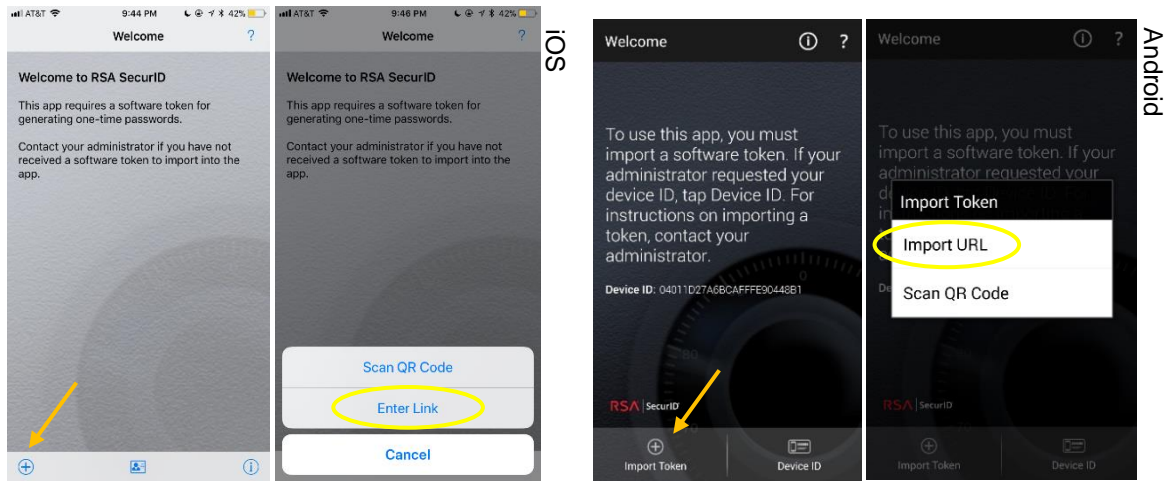 AT&T 9:44 PM 42%
Welcome ?
Welcome to RSA SecurID
This app requires a software token for
generating one-time passwords.
Contact your administrator if you have not
received a software token to import into the
app.
AT&T 9:46 PM 42%
Welcome ?
Welcome to RSA SecurID
This app requires a software token for
generating one-time passwords.
Contact your administrator if you have not
received a software token to import into the
app.
Scan QR Code
Enter Link
Cancel
iOS
Welcome ?
To use this app, you must
import a software token. If your
administrator requested your
device ID, tap Device ID. For
instructions on importing a
token, contact your
administrator.
Device ID: 04011D27A6BCAFFFE90448B1
0
80
RSA SecurID
Import Token
Device ID
Welcome ?
To use this app, you must
import a software token. If your
administrator requested your
Import Token
Import URL
Scan QR Code
RSA SecurID
Import Token
Device ID
Android